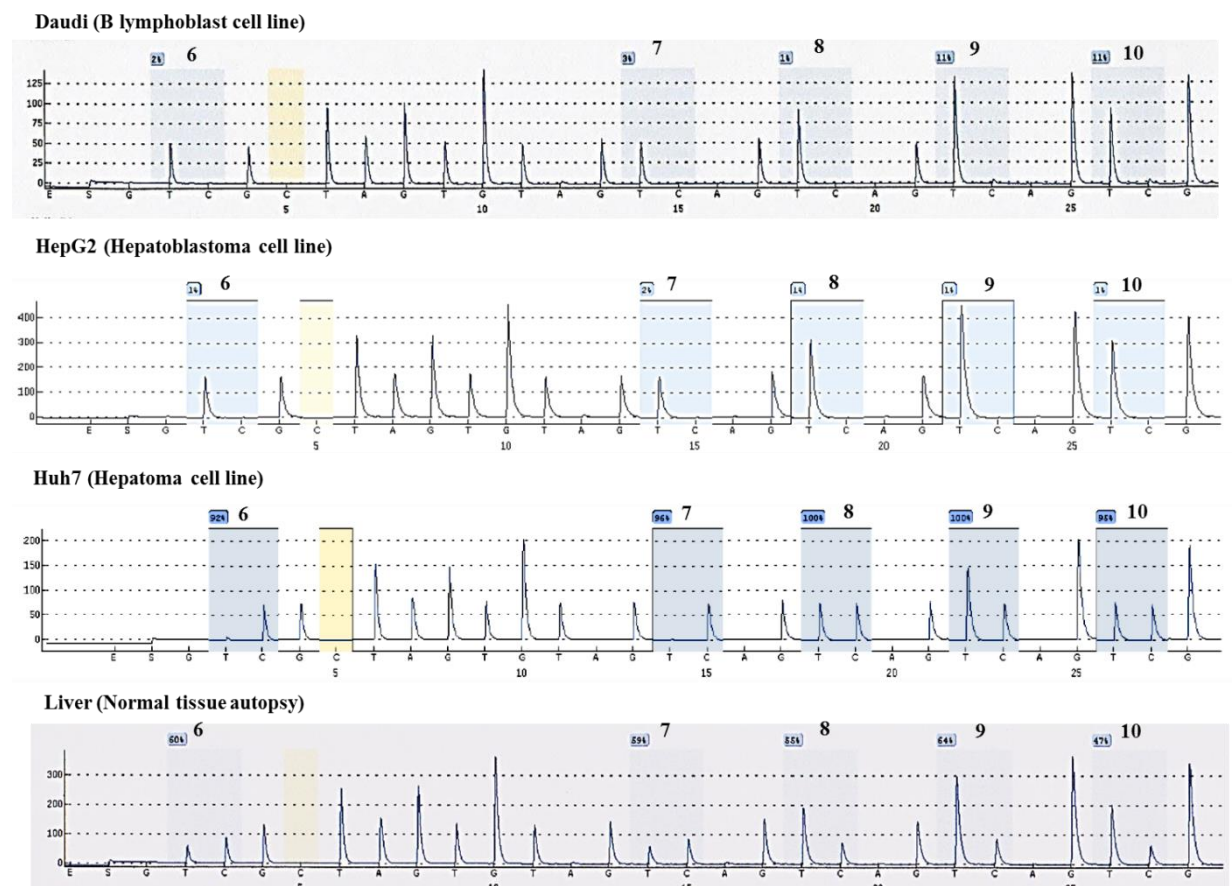 Daudi (B lymphoblast cell line)
2% 6 3% 7 1% 8 11% 9 11% 10
125
100
75
50
25
0
E S G T C G C T A G T G T A G T C A G T C A G T C A G T C G
5 10 15 20 25
HepG2 (Hepatoblastoma cell line)
1% 6 2% 7 1% 8 1% 9 1% 10
400
300
200
100
0
E S G T C G C T A G T G T A G T C A G T C A G T C A G T C G
5 10 15 20 25
Huh7 (Hepatoma cell line)
92% 6 96% 7 100% 8 100% 9 10
200
150
100
50
0
E S G T C G C T A G T G T A G T C A G T C A G T C A G T C G
5 10 15 20 25
Liver (Normal tissue autopsy)
60% 6 59% 7 55% 8 64% 9 47% 10
300
200
100
0
E S G T C G C T A G T G T A G T C A G T C A G T C A G T C G